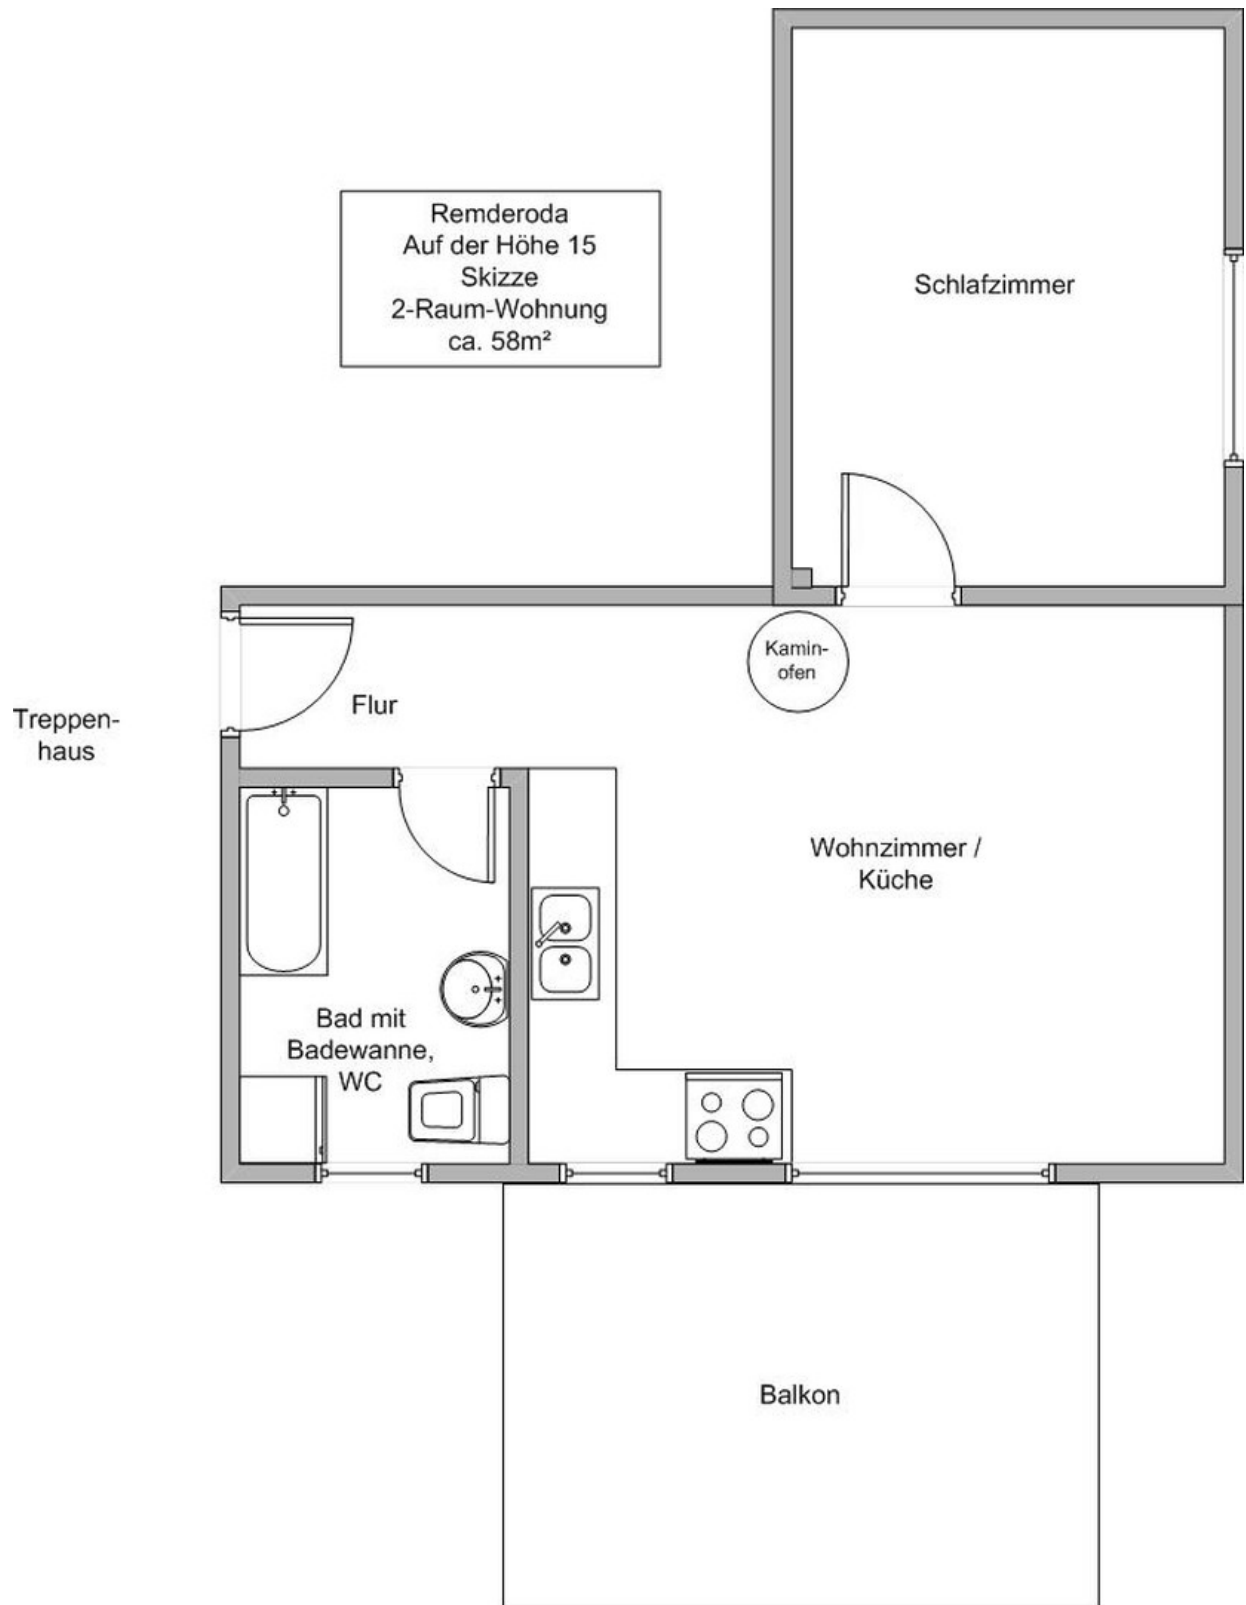 Remderoda
Auf der Höhe 15
Skizze
2-Raum-Wohnung
ca. 58m²
Schlafzimmer
Kamin-
ofen
Flur
Treppen-
haus
Wohnzimmer /
Küche
Bad mit
Badewanne,
WC
Balkon